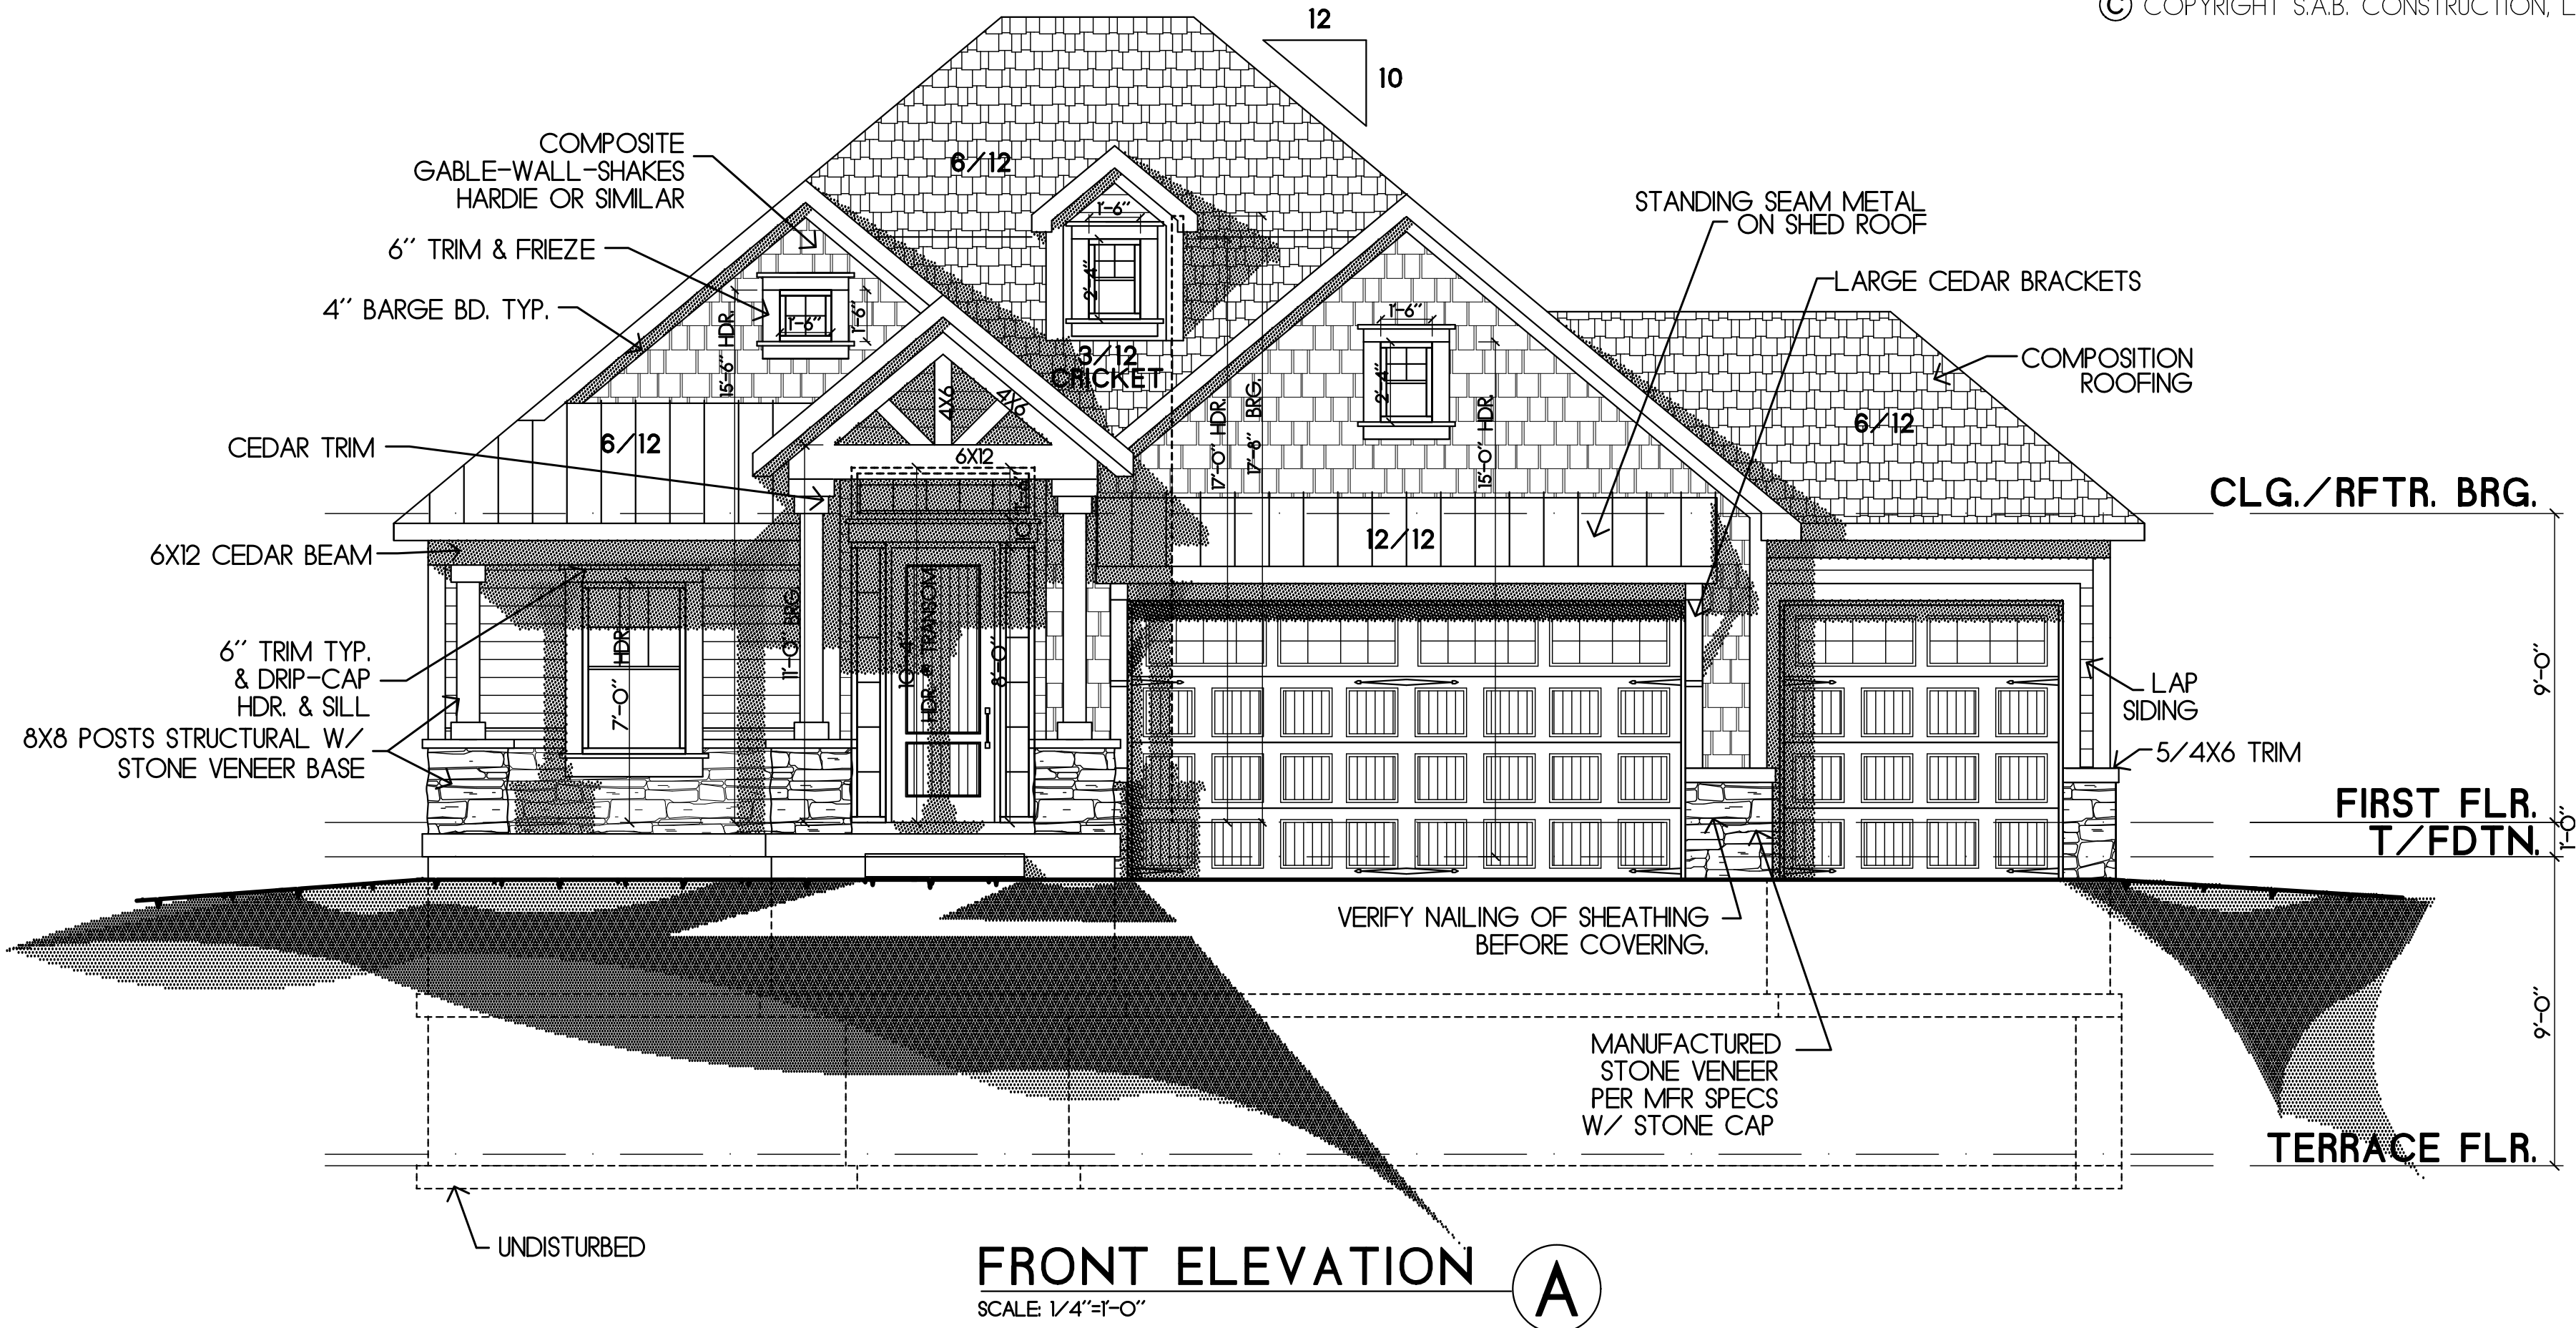 © COPYRIGHT S.A.B. CONSTRUCTION, L
12
10
COMPOSITE
GABLE-WALL-SHAKES
HARDIE OR SIMILAR
6" TRIM & FRIEZE
4" BARGE BD. TYP.
CEDAR TRIM
6X12 CEDAR BEAM
6" TRIM TYP.
& DRIP-CAP
HDR. & SILL
8X8 POSTS STRUCTURAL W/
STONE VENEER BASE
6/12
1'-6"
2'-4"
3/12
CRICKET
1'-6"
1'-6"
15'-6" HDR.
6/12
4X6
4X6
6X12
17'-0" HDR.
17'-8" BRG.
1'-6"
2'-4"
15'-0" HDR.
12/12
6/12
7'-0" HDR.
11'-0" BRG.
10'-4"
HDR. @ TRANSOM
8'-0"
STANDING SEAM METAL
ON SHED ROOF
LARGE CEDAR BRACKETS
COMPOSITION
ROOFING
LAP
SIDING
5/4X6 TRIM
CLG./RFTR. BRG.
9'-0"
FIRST FLR.
T/FDTN.
1'-0"
9'-0"
TERRACE FLR.
VERIFY NAILING OF SHEATHING
BEFORE COVERING.
MANUFACTURED
STONE VENEER
PER MFR SPECS
W/ STONE CAP
UNDISTURBED
FRONT ELEVATION
A
SCALE: 1/4"=1'-0"